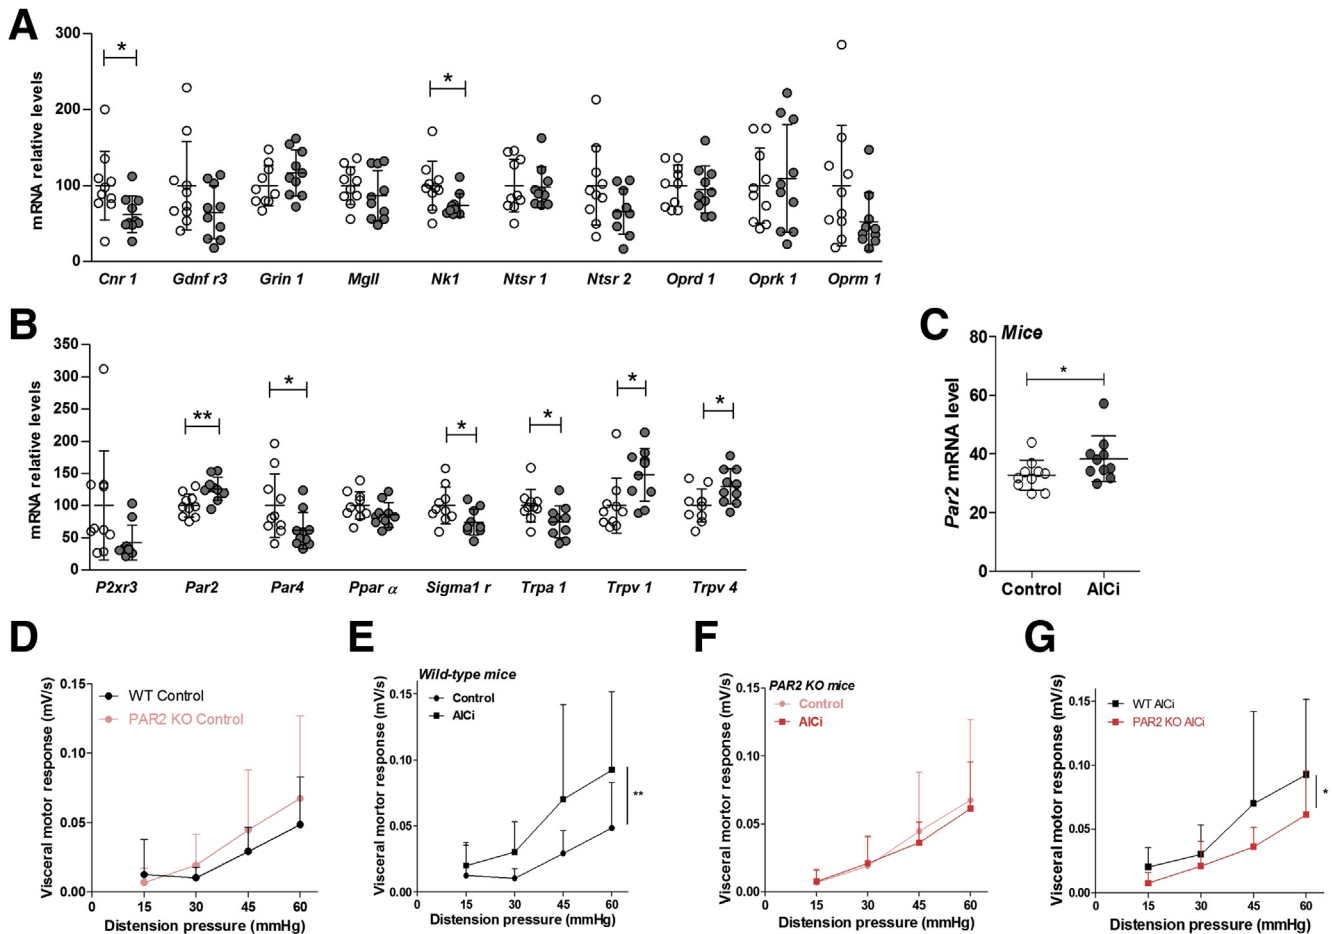 A
300
200
100
0
mRNA relative levels
*
*
Cnr 1 Gdnf r3 Grin 1 Mgll Nk1 Ntsr 1 Ntsr 2 Oprd 1 Oprk 1 Oprm 1
B
350
300
250
200
150
100
50
0
mRNA relative levels
**
*
*
*
*
*
P2xr3 Par2 Par4 Ppar α Sigma1 r Trpa 1 Trpv 1 Trpv 4
C
Mice
80
60
40
20
0
Par2 mRNA level
*
Control AlCi
D
WT Control
PAR2 KO Control
0.15
0.10
0.05
0.00
Visceral motor response (mV/s)
0 15 30 45 60
Distension pressure (mmHg)
E
Wild-type mice
Control
AlCi
0.15
0.10
0.05
0.00
Visceral mortor response (mV/s)
**
0 15 30 45 60
Distension pressure (mmHg)
F
PAR2 KO mice
Control
AlCi
0.15
0.10
0.05
0.00
Visceral motor response (mV/s)
0 15 30 45 60
Distension pressure (mmHg)
G
WT AlCi
PAR2 KO AlCi
0.15
0.10
0.05
0.00
Visceral motor response (mV/s)
*
0 15 30 45 60
Distension pressure (mmHg)